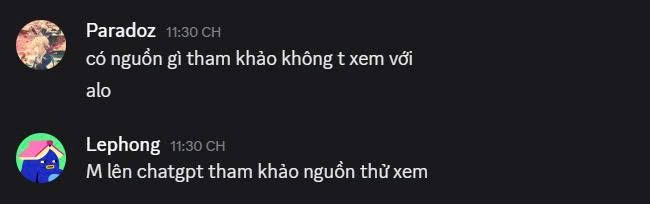 Paradoz 11:30 CH
có nguồn gì tham khảo không t xem với
alo
Lephong 11:30 CH
M lên chatgpt tham khảo nguồn thử xem